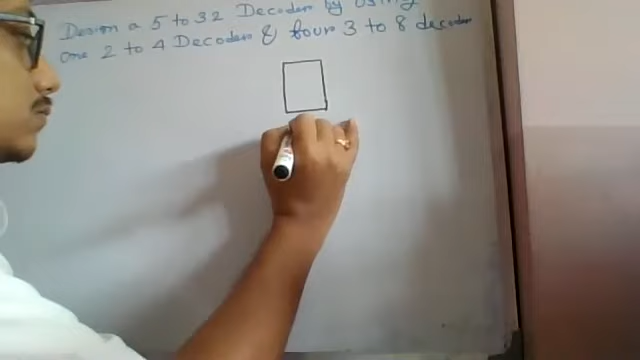 Design a 5 to 32 Decoder by using
one 2 to 4 Decoder & four 3 to 8 decoder